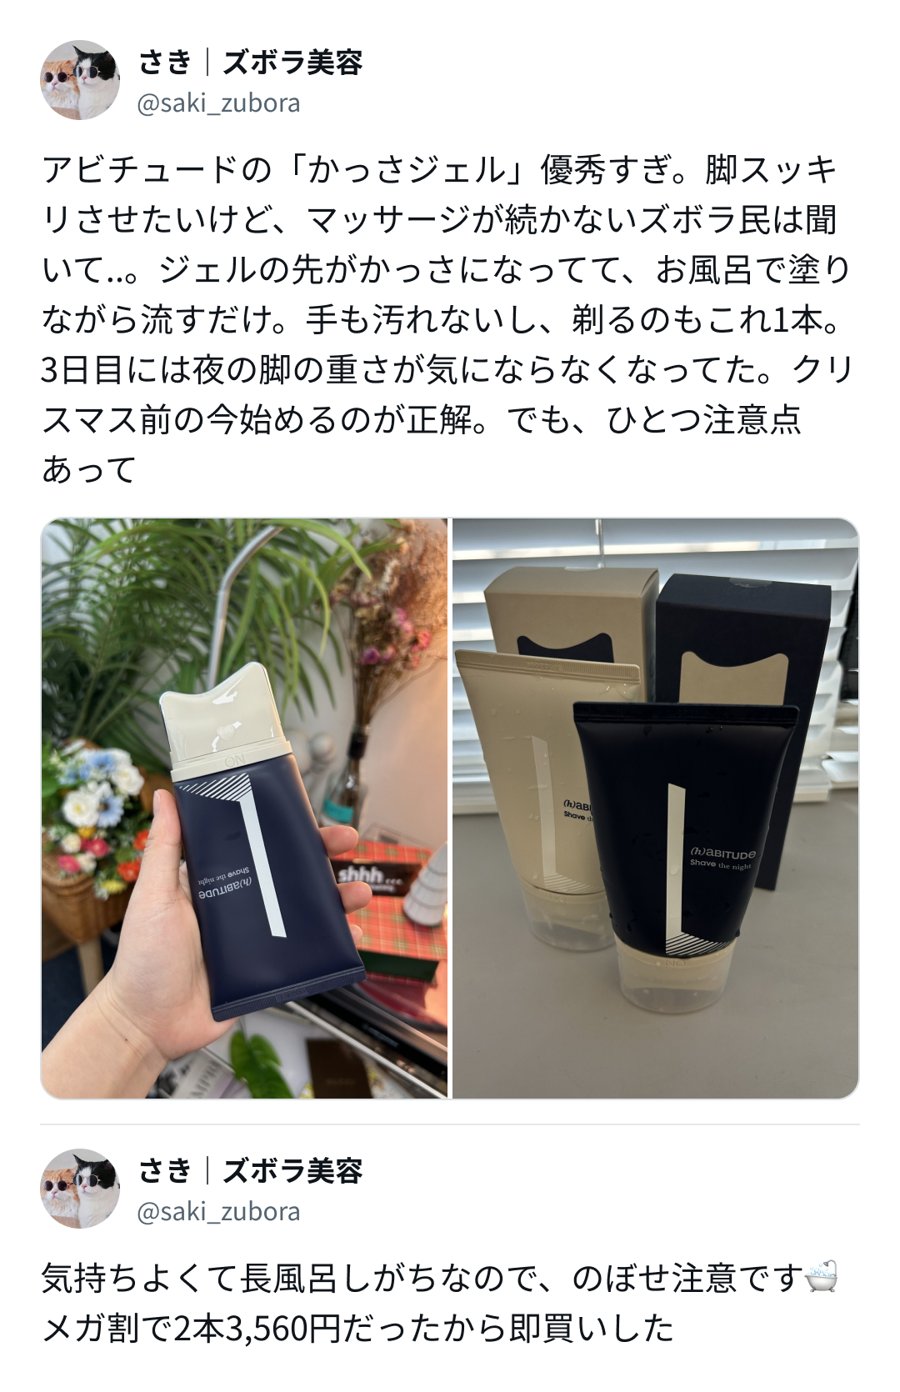 さき｜ズボラ美容
@saki_zubora
アビチュードの「かっさジェル」優秀すぎ。脚スッキ
リさせたいけど、マッサージが続かないズボラ民は聞
いて..。ジェルの先がかっさになってて、お風呂で塗り
ながら流すだけ。手も汚れないし、剃るのもこれ1本。
3日目には夜の脚の重さが気にならなくなってた。クリ
スマス前の今始めるのが正解。でも、ひとつ注意点
あって
ON
(h)ABITUDe
Shave the night
shhh
(h)ABI
Shave
(h)ABITUDe
Shave the night
さき｜ズボラ美容
@saki_zubora
気持ちよくて長風呂しがちなので、のぼせ注意です🛁
メガ割で2本3,560円だったから即買いした